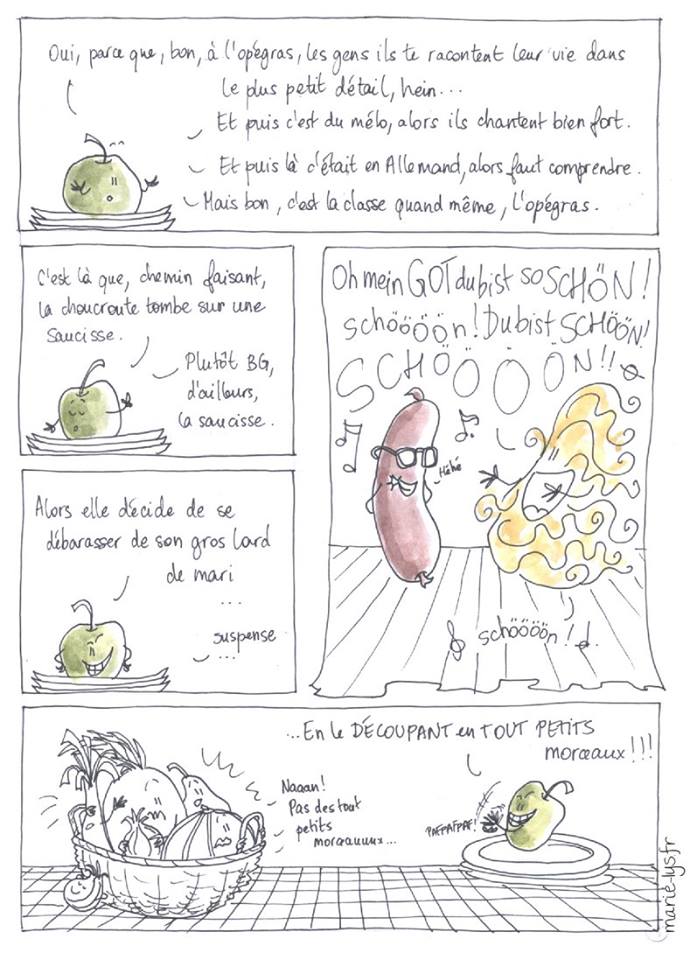 Oui, parce que, bon, à l'opégras, les gens ils te racontent leur vie dans
le plus petit détail, hein...
Et puis c'est du mélo, alors ils chantent bien fort.
Et puis là c'était en Allemand, alors faut comprendre.
Mais bon, c'est la classe quand même, l'opégras.
C'est là que, chemin faisant,
la choucroute tombe sur une
saucisse.
Plutôt BG,
d'ailleurs,
la saucisse.
Oh mein GOT du bist so SCHÖN!
schöööön! Du bist SCHÖÖN!
SCHÖÖÖÖN!!
Héhé
schöööön!
Alors elle décide de se
débarasser de son gros lard
de mari
...
suspense
...
...En le DÉCOUPANT en TOUT PETITS
morceaux!!!
Naaan!
Pas des tout
petits
morceauuux...
PAFPAFPAF!
marie-lys.fr